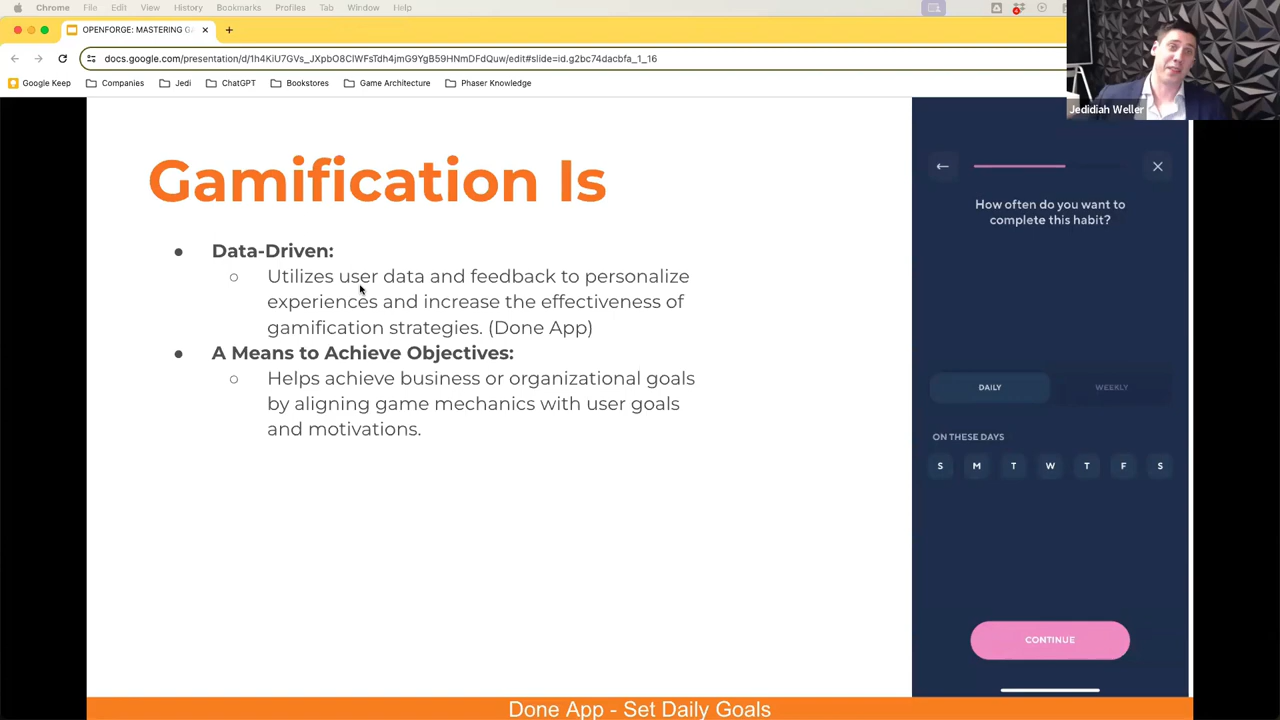 Chrome File Edit View History Bookmarks Profiles Tab Window Help
OPENFORGE: MASTERING GA
docs.google.com/presentation/d/1h4KiU7GVs_JXpbO8ClWFsTdh4jmG9YgB59HNmDFdQuw/edit#slide=id.g2bc74dacbfa_1_16
Google Keep Companies Jedi ChatGPT Bookstores Game Architecture Phaser Knowledge
Jedidiah Weller
Gamification Is
Data-Driven:
Utilizes user data and feedback to personalize
experiences and increase the effectiveness of
gamification strategies. (Done App)
A Means to Achieve Objectives:
Helps achieve business or organizational goals
by aligning game mechanics with user goals
and motivations.
How often do you want to
complete this habit?
DAILY WEEKLY
ON THESE DAYS
S M T W T F S
CONTINUE
Done App - Set Daily Goals